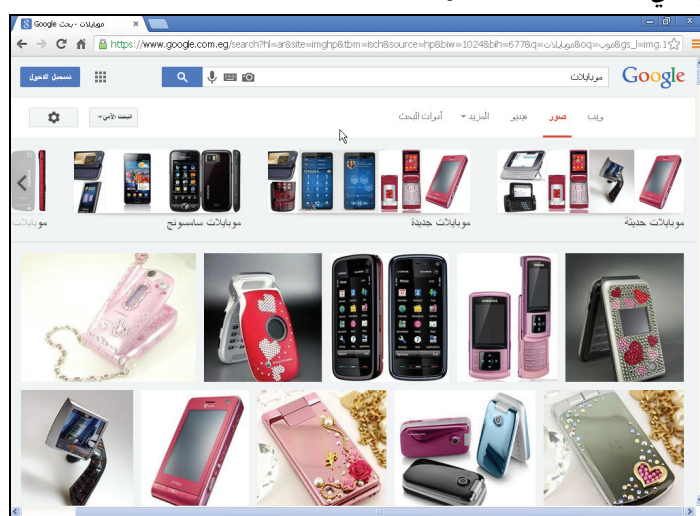 موبايلات - بحث Google
https://www.google.com.eg/search?hl=ar&site=imghp&tbm=isch&source=hp&biw=1024&bih=677&q=موبايلات&oq=موب&gs_l=img.1
Google
موبايلات
تسجيل الدخول
ويب صور فيديو المزيد أدوات البحث
البحث الآمن
موبايلات حديثة موبايلات جديدة موبايلات سامسونج موبايلات